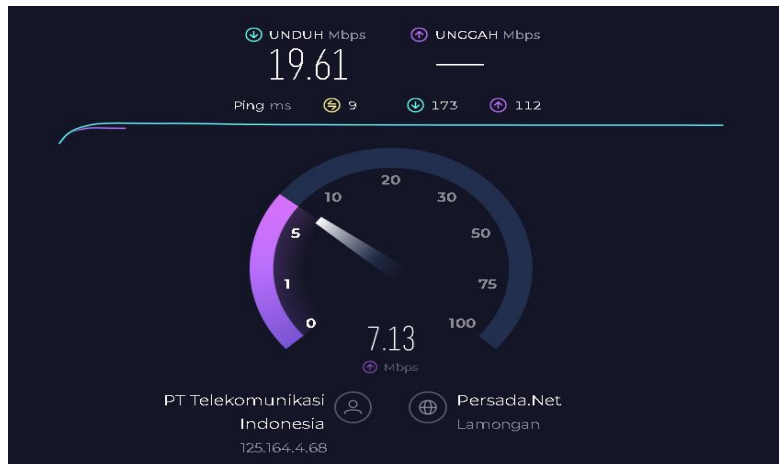 UNDUH Mbps
UNGGAH Mbps
19.61
Ping ms 9 173 112
20
10 30
5 50
1 75
0 100
7.13
Mbps
PT Telekomunikasi
Indonesia
125.164.4.68
Persada.Net
Lamongan